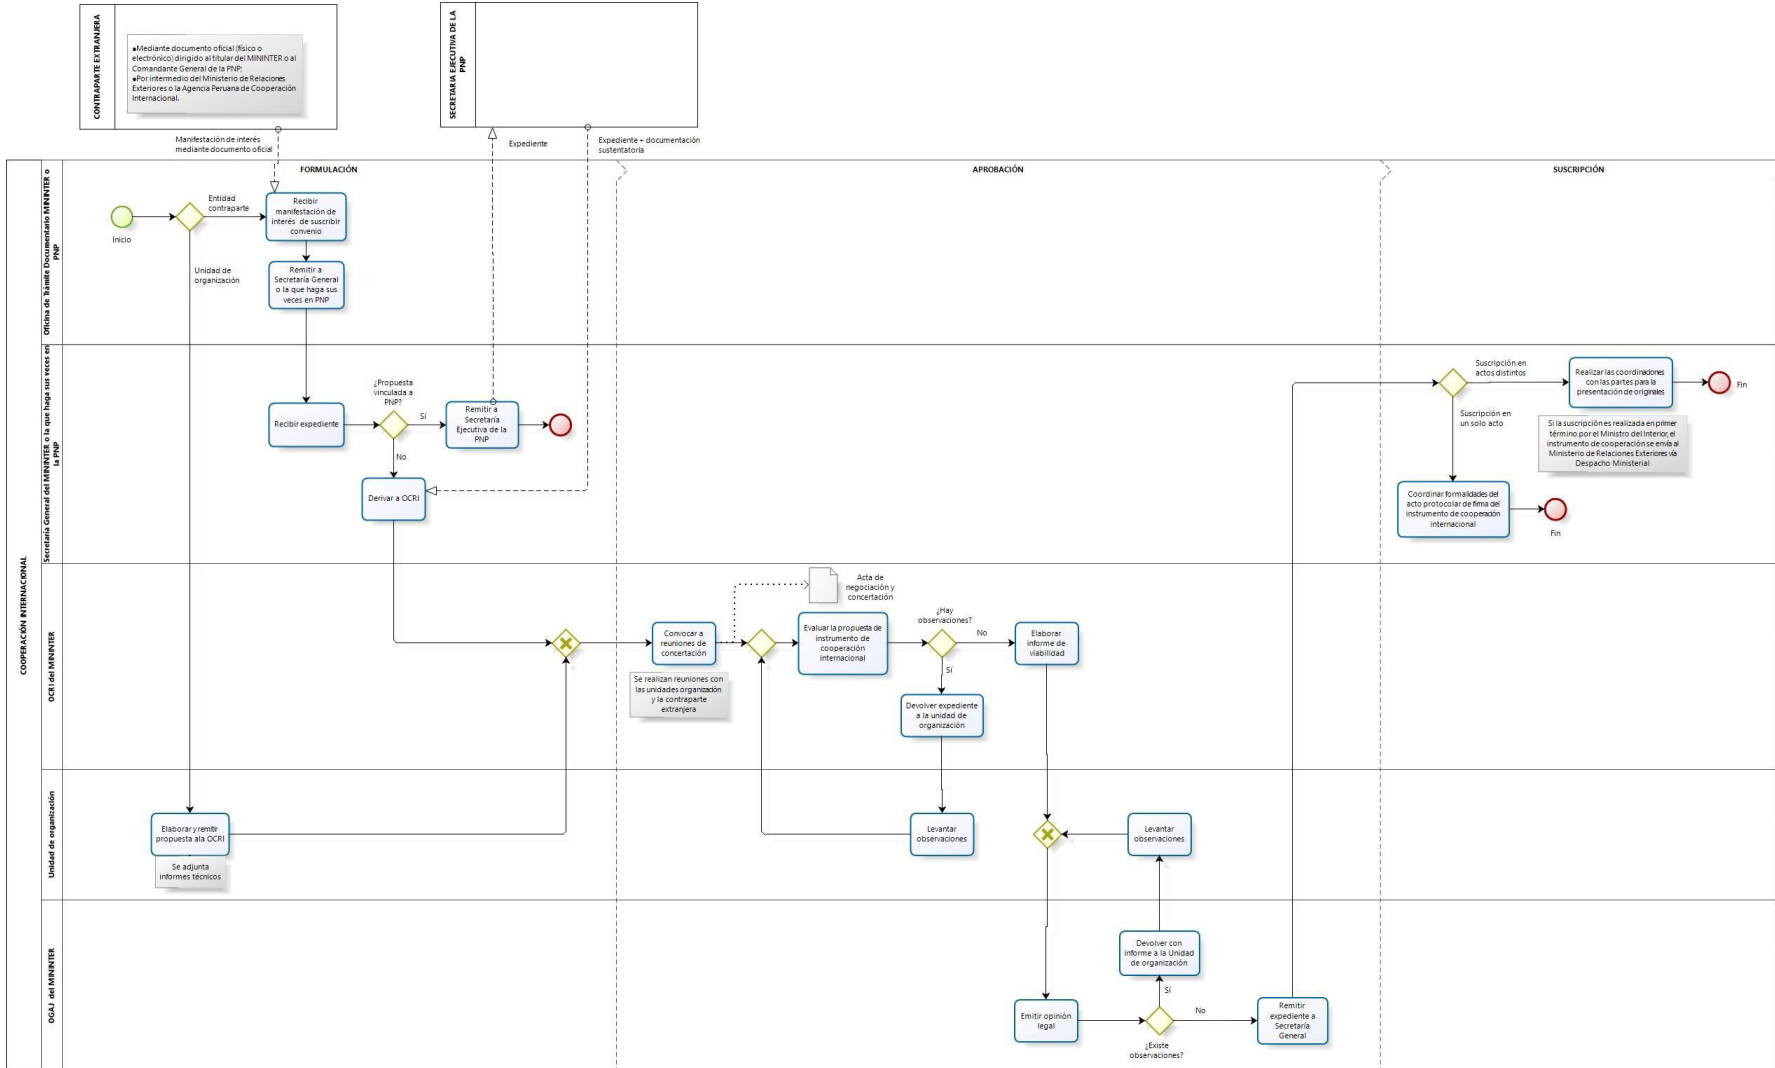 CONTRAPARTE EXTRANJERA
●Mediante documento oficial (físico o
electrónico) dirigido al titular del MININTER o al
Comandante General de la PNP;
●Por intermedio del Ministerio de Relaciones
Exteriores o la Agencia Peruana de Cooperación
Internacional.
SECRETARIA EJECUTIVA DE LA
PNP
Manifestación de interés
mediante documento oficial
Expediente
Expediente + documentación
sustentatoria
COOPERACIÓN INTERNACIONAL
FORMULACIÓN
APROBACIÓN
SUSCRIPCIÓN
Oficina de Trámite Documentario MININTER o
PNP
Inicio
Entidad
contraparte
Unidad de
organización
Recibir
manifestación de
interés de suscribir
convenio
Remitir a
Secretaría General
o la que haga sus
veces en PNP
Secretaría General del MININTER o la que haga sus veces en
la PNP
Recibir expediente
¿Propuesta
vinculada a
PNP?
Sí
No
Remitir a
Secretaría
Ejecutiva de la
PNP
Derivar a OCRI
Suscripción en
actos distintos
Suscripción en
un solo acto
Realizar las coordinaciones
con las partes para la
presentación de originales
Fin
Si la suscripción es realizada en primer
término por el Ministro del Interior, el
instrumento de cooperación se envía al
Ministerio de Relaciones Exteriores vía
Despacho Ministerial
Coordinar formalidades del
acto protocolar de firma del
instrumento de cooperación
internacional
Fin
OCRI del MININTER
Convocar a
reuniones de
concertación
Se realizan reuniones con
las unidades organización
y la contraparte
extranjera
Acta de
negociación y
concertación
Evaluar la propuesta de
instrumento de
cooperación
internacional
¿Hay
observaciones?
No
Sí
Elaborar
informe de
viabilidad
Devolver expediente
a la unidad de
organización
Unidad de organización
Elaborar y remitir
propuesta ala OCRI
Se adjunta
informes técnicos
Levantar
observaciones
Levantar
observaciones
OGAJ del MININTER
Devolver con
informe a la Unidad
de organización
Emitir opinión
legal
Sí
No
¿Existe
observaciones?
Remitir
expediente a
Secretaría
General